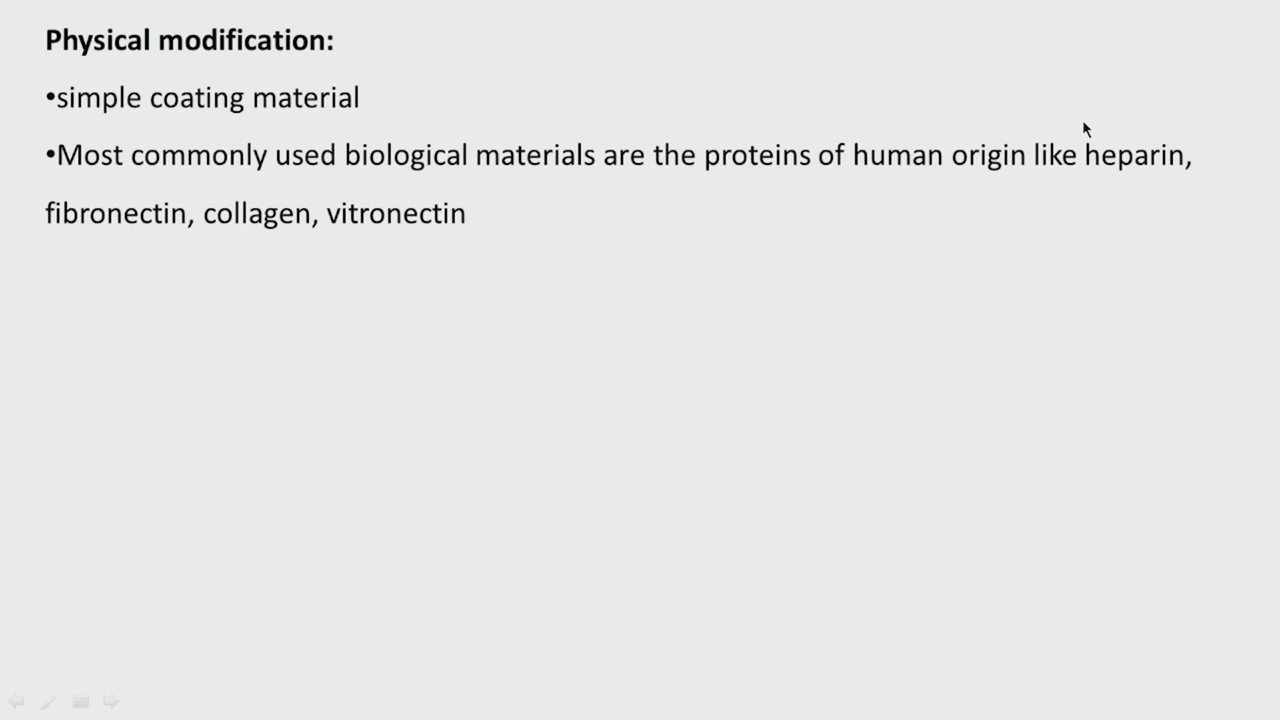 Physical modification:
•simple coating material
•Most commonly used biological materials are the proteins of human origin like heparin,
fibronectin, collagen, vitronectin